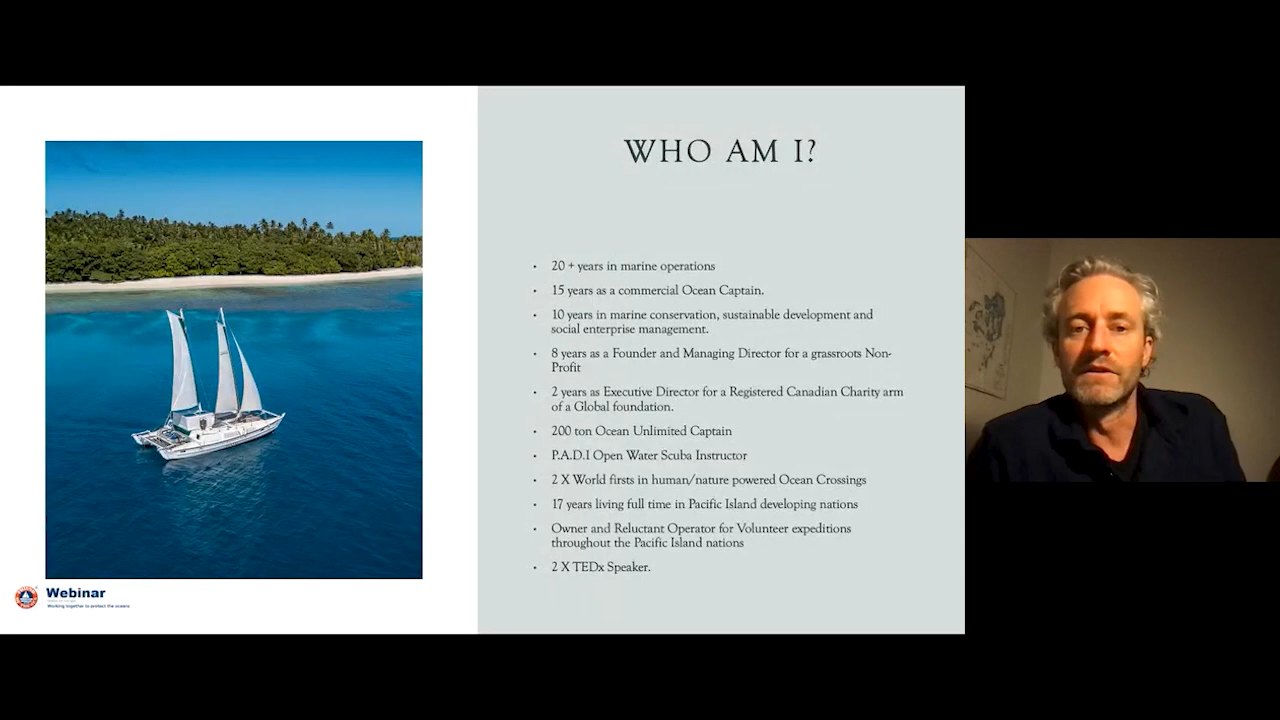 WHO AM I?
• 20 + years in marine operations
• 15 years as a commercial Ocean Captain.
• 10 years in marine conservation, sustainable development and
social enterprise management.
• 8 years as a Founder and Managing Director for a grassroots Non-
Profit
• 2 years as Executive Director for a Registered Canadian Charity arm
of a Global foundation.
• 200 ton Ocean Unlimited Captain
• P.A.D.I Open Water Scuba Instructor
• 2 X World firsts in human/nature powered Ocean Crossings
• 17 years living full time in Pacific Island developing nations
• Owner and Reluctant Operator for Volunteer expeditions
throughout the Pacific Island nations
• 2 X TEDx Speaker.
Webinar
Working together to protect the oceans